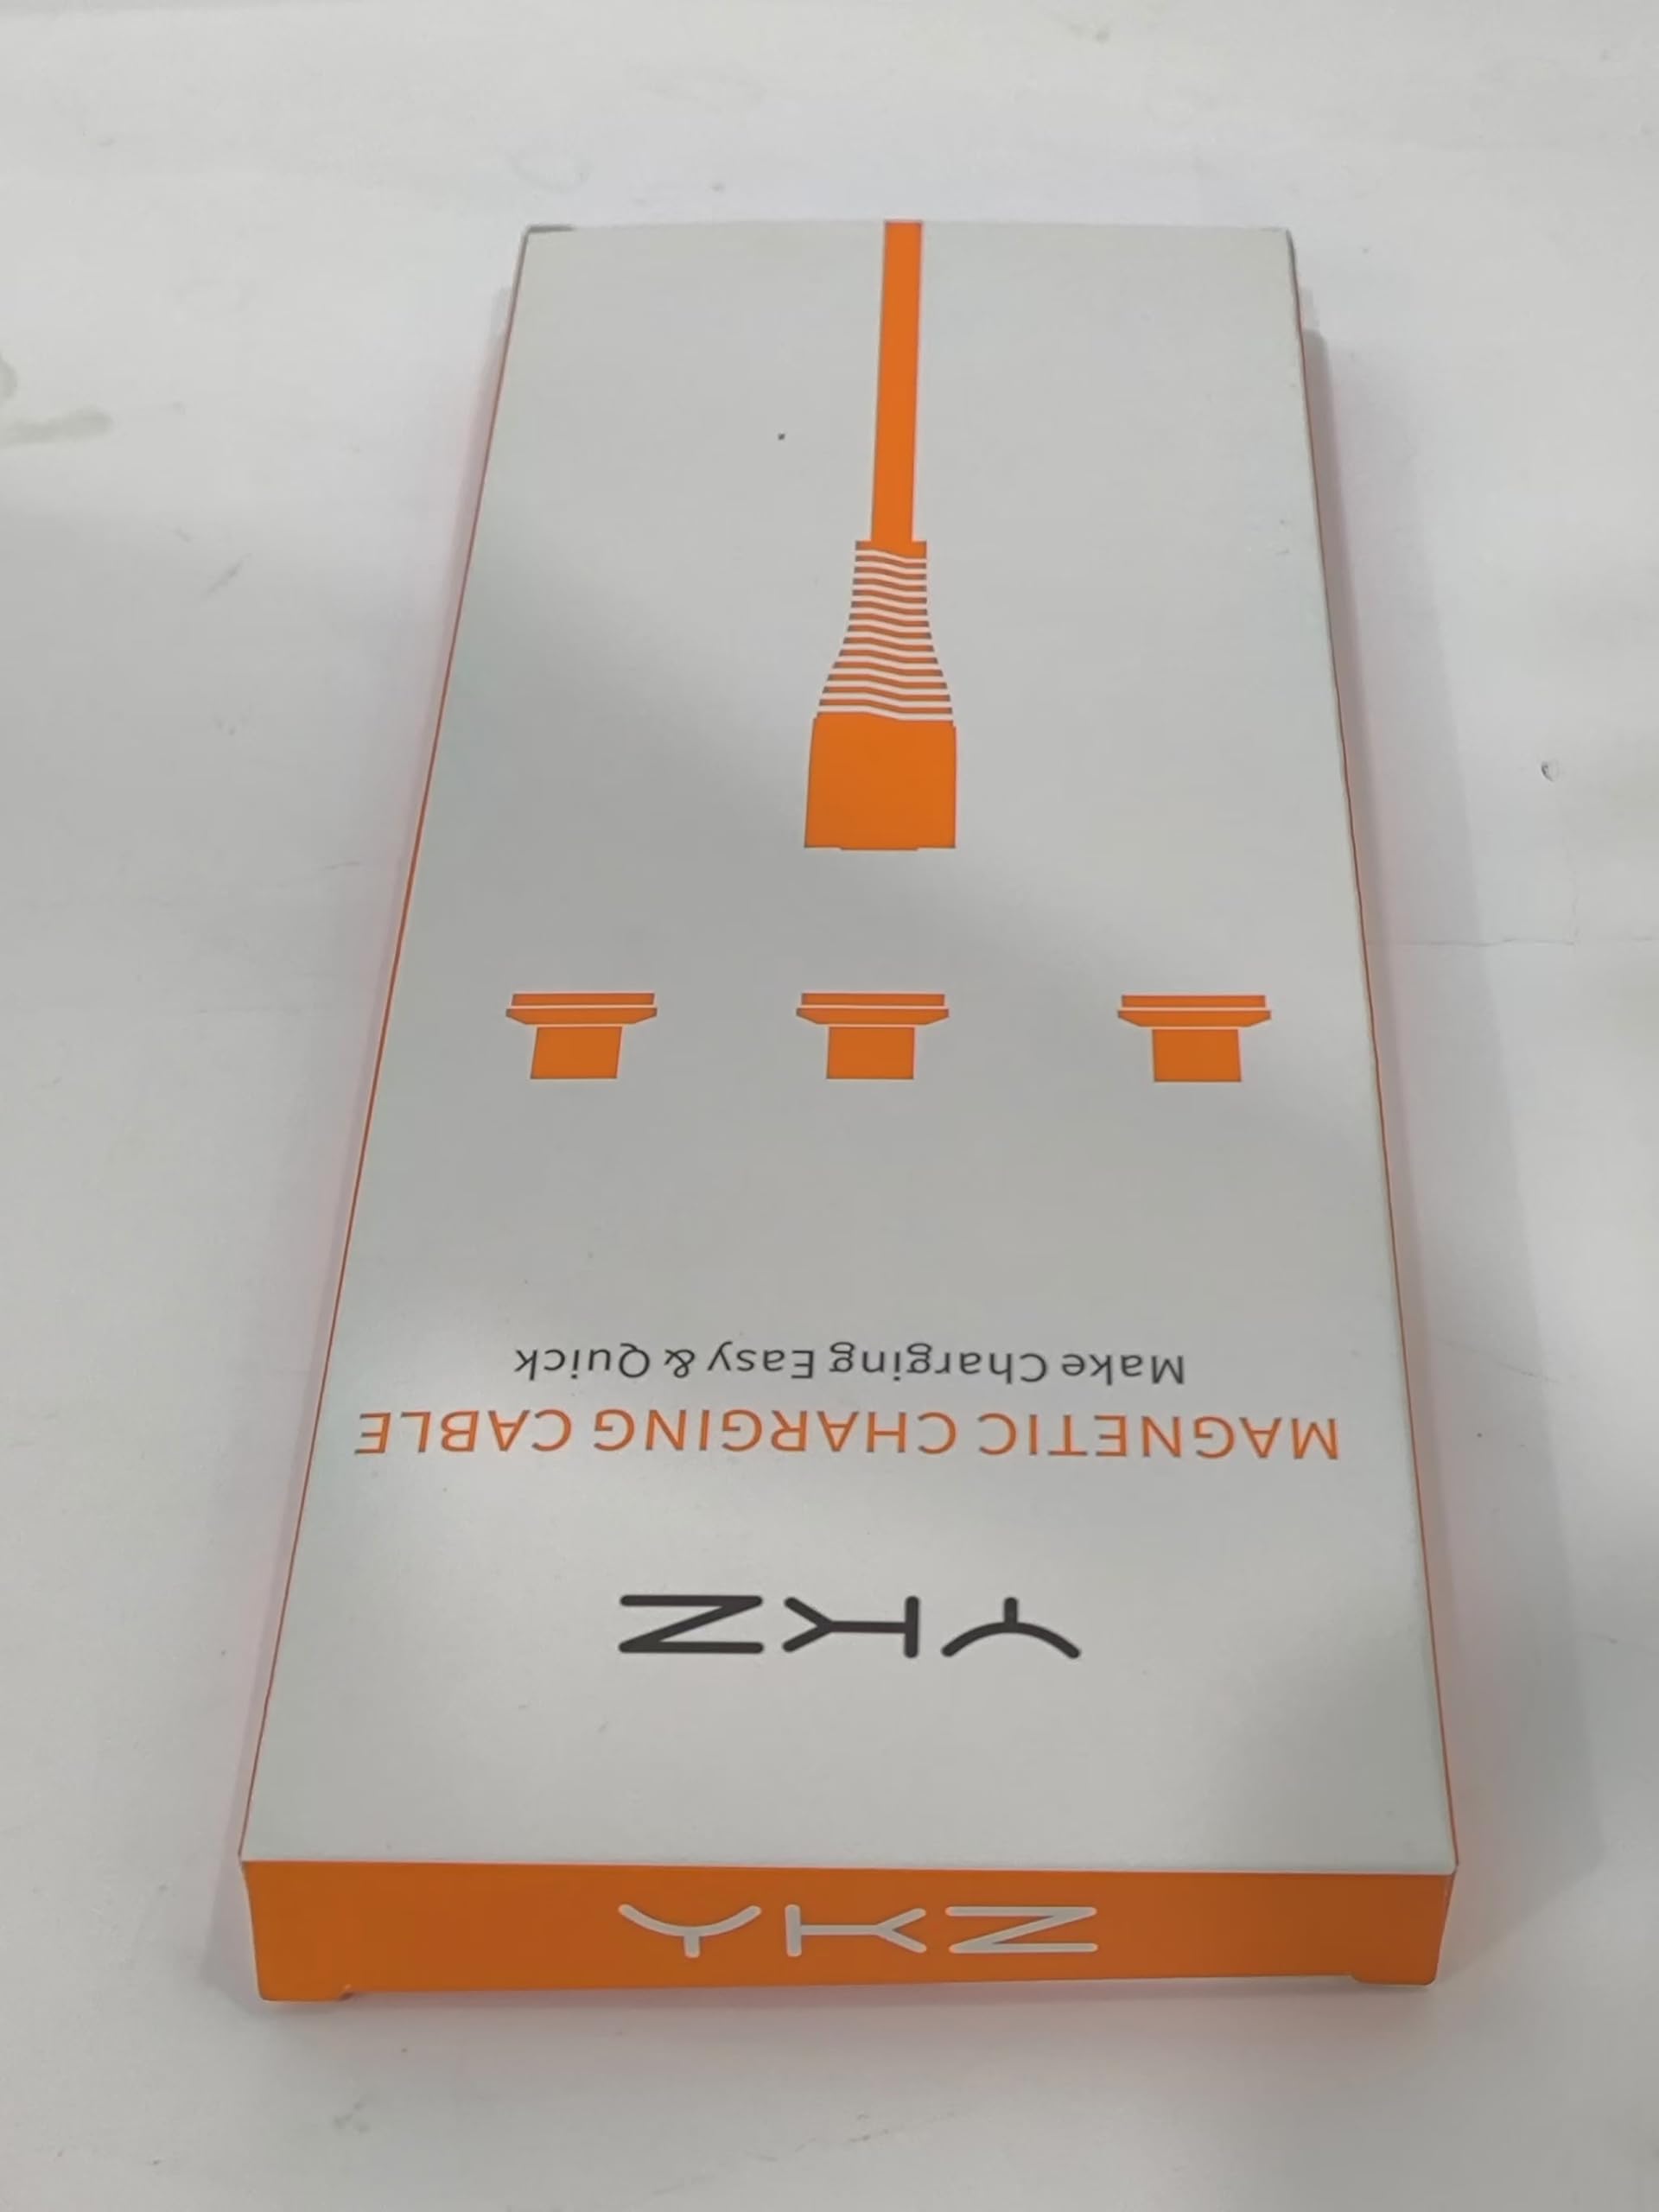 YKZ
MAGNETIC CHARGING CABLE
Make Charging Easy & Quick
YKZ